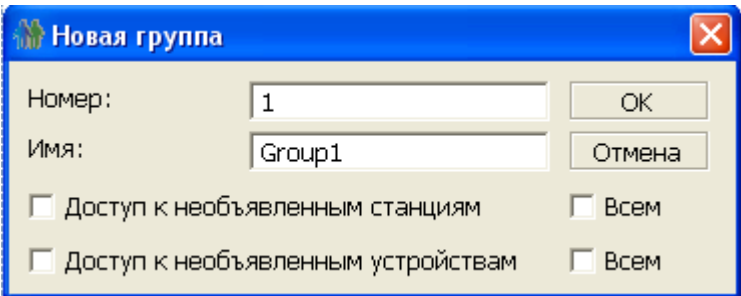 Новая группа
Номер: 1 OK
Имя: Group1 Отмена
Доступ к необъявленным станциям Всем
Доступ к необъявленным устройствам Всем